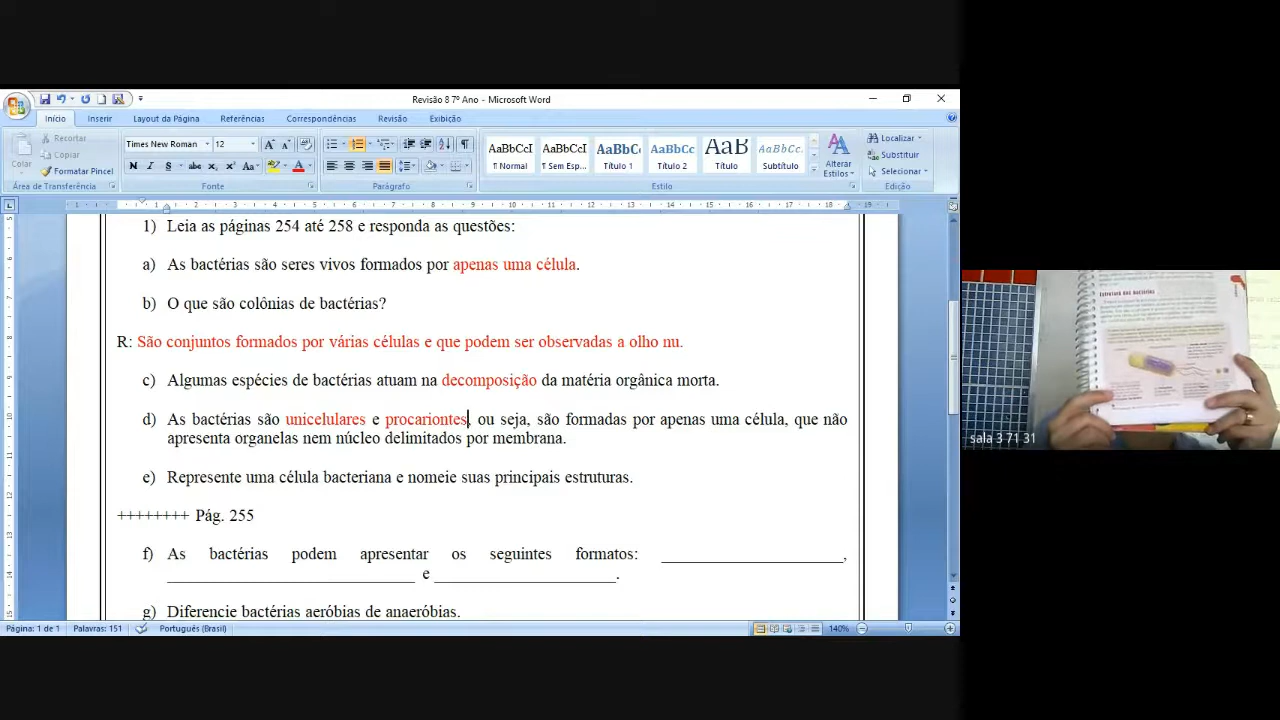 Revisão 8 7º Ano - Microsoft Word
Início Inserir Layout da Página Referências Correspondências Revisão Exibição
Colar
Recortar
Copiar
Formatar Pincel
Área de Transferência
Times New Roman 12
Fonte
Parágrafo
AaBbCcI AaBbCcI AaBbC AaBbCc AaB AaBbCc
¶ Normal ¶ Sem Esp... Título 1 Título 2 Título Subtítulo
Alterar Estilos
Estilo
Localizar
Substituir
Selecionar
Edição
1) Leia as páginas 254 até 258 e responda as questões:
a) As bactérias são seres vivos formados por apenas uma célula.
b) O que são colônias de bactérias?
R: São conjuntos formados por várias células e que podem ser observadas a olho nu.
c) Algumas espécies de bactérias atuam na decomposição da matéria orgânica morta.
d) As bactérias são unicelulares e procariontes, ou seja, são formadas por apenas uma célula, que não
apresenta organelas nem núcleo delimitados por membrana.
e) Represente uma célula bacteriana e nomeie suas principais estruturas.
++++++++ Pág. 255
f) As bactérias podem apresentar os seguintes formatos: ____________________,
____________________________ e ____________________.
g) Diferencie bactérias aeróbias de anaeróbias.
Página: 1 de 1 Palavras: 151 Português (Brasil) 140%
Estrutura das bactérias
sala 3 71 31